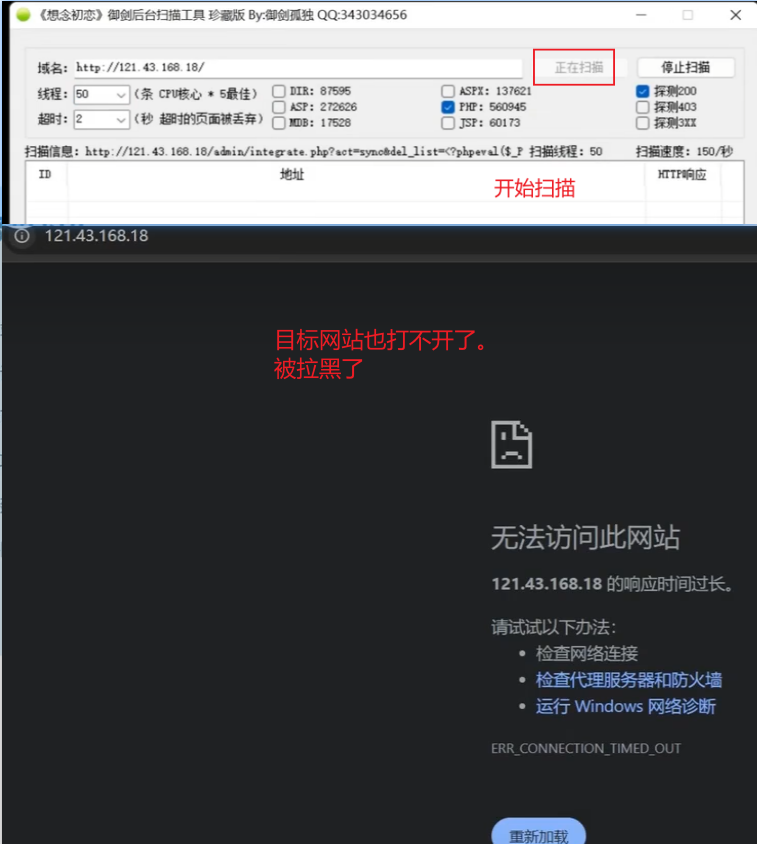 《想念初恋》御剑后台扫描工具 珍藏版 By:御剑孤独 QQ:343034656
域名: http://121.43.168.18/ 正在扫描 停止扫描
线程: 50 (条 CPU核心 * 5最佳) DIR: 87595 ASPX: 137621 探测200
ASP: 272626 PHP: 560945 探测403
超时: 2 (秒 超时的页面被丢弃) MDB: 17528 JSP: 60173 探测3XX
扫描信息: http://121.43.168.18/admin/integrate.php?act=sync&del_list=<?phpeval($_P 扫描线程: 50 扫描速度: 150/秒
ID 地址 HTTP响应
开始扫描
121.43.168.18
目标网站也打不开了。
被拉黑了
无法访问此网站
121.43.168.18 的响应时间过长。
请试试以下办法:
• 检查网络连接
• 检查代理服务器和防火墙
• 运行 Windows 网络诊断
ERR_CONNECTION_TIMED_OUT
重新加载